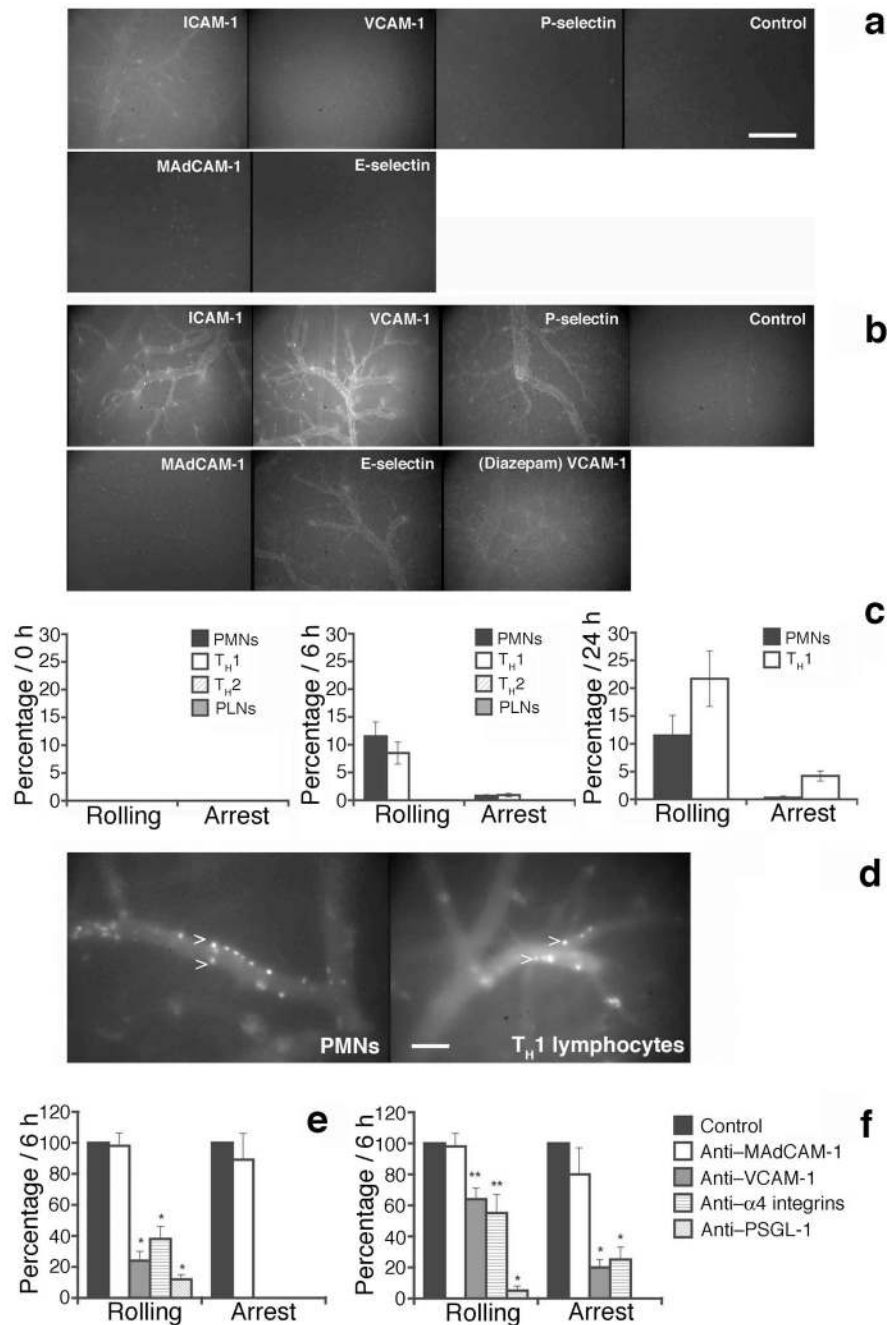 ICAM-1 VCAM-1 P-selectin Control a
MAdCAM-1 E-selectin
ICAM-1 VCAM-1 P-selectin Control b
MAdCAM-1 E-selectin (Diazepam) VCAM-1
c
Percentage / 0 h
30
25
20
15
10
5
0
PMNs
TH1
TH2
PLNs
Rolling Arrest
Percentage / 6 h
30
25
20
15
10
5
0
PMNs
TH1
TH2
PLNs
Rolling Arrest
Percentage / 24 h
30
25
20
15
10
5
0
PMNs
TH1
Rolling Arrest
d
> > PMNs
> > TH1 lymphocytes
e
Percentage / 6 h
120
100
80
60
40
20
0
* * *
Rolling Arrest
f
Percentage / 6 h
120
100
80
60
40
20
0
** ** * * *
Rolling Arrest
Control
Anti–MAdCAM-1
Anti–VCAM-1
Anti–α4 integrins
Anti–PSGL-1